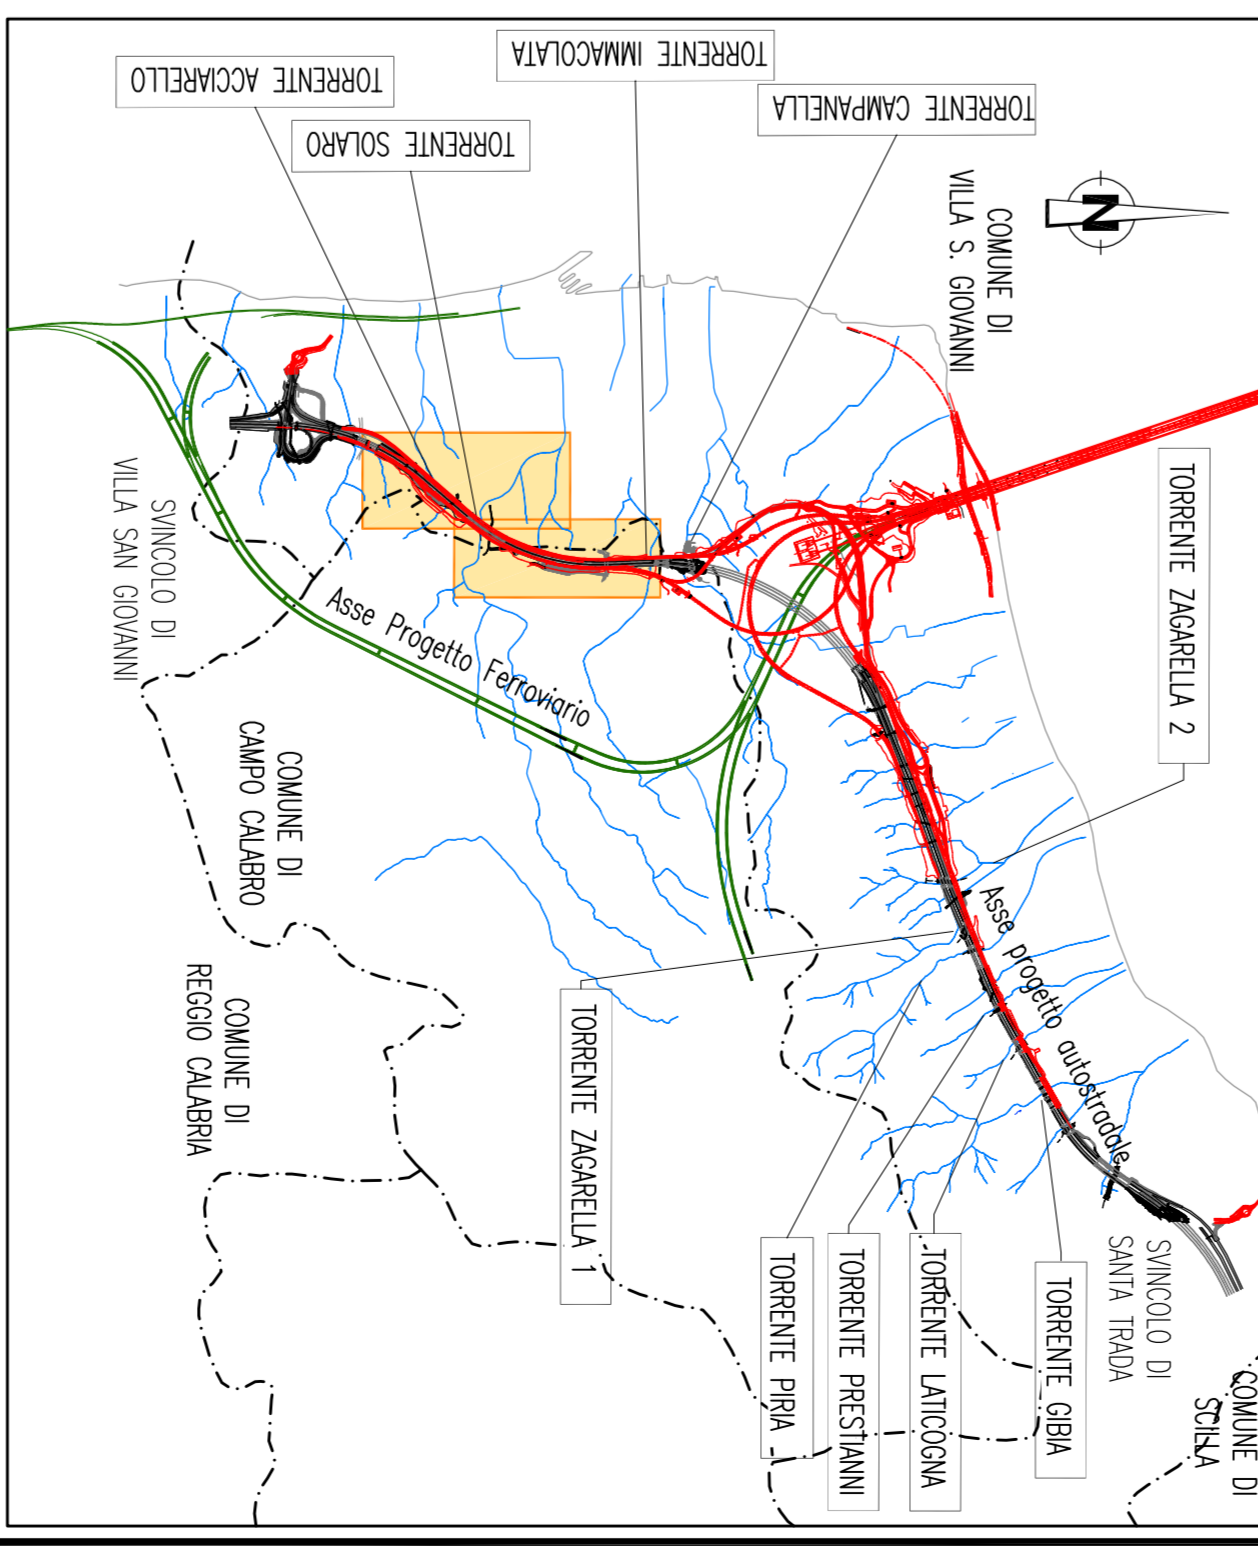 TORRENTE ACCIARELLO
TORRENTE SOLARO
TORRENTE IMMACOLATA
TORRENTE CAMPANELLA
COMUNE DI
VILLA S. GIOVANNI
N
TORRENTE ZAGARELLA 2
SVINCOLO DI
VILLA SAN GIOVANNI
Asse Progetto Ferroviario
COMUNE DI
CAMPO CALABRO
COMUNE DI
REGGIO CALABRIA
Asse progetto autostradale
TORRENTE ZAGARELLA 1
TORRENTE PIRIA
TORRENTE PRESTIANNI
TORRENTE LATICOGNA
TORRENTE GIBIA
SVINCOLO DI
SANTA TRADA
COMUNE DI
SCILLA